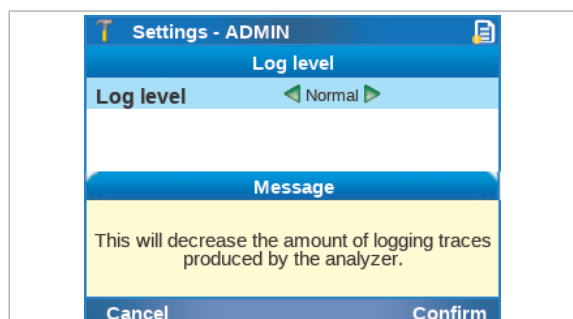 Settings - ADMIN
Log level
Log level Normal
Message
This will decrease the amount of logging traces
produced by the analyzer.
Cancel Confirm